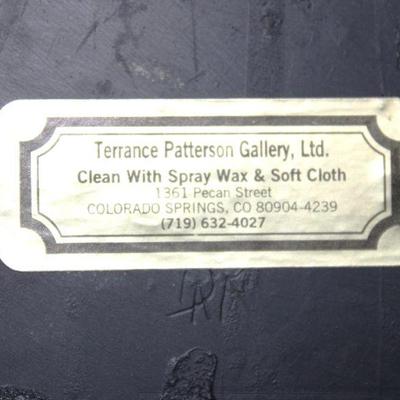 Terrance Patterson Gallery, Ltd.
Clean With Spray Wax & Soft Cloth
1361 Pecan Street
COLORADO SPRINGS, CO 80904-4239
(719) 632-4027